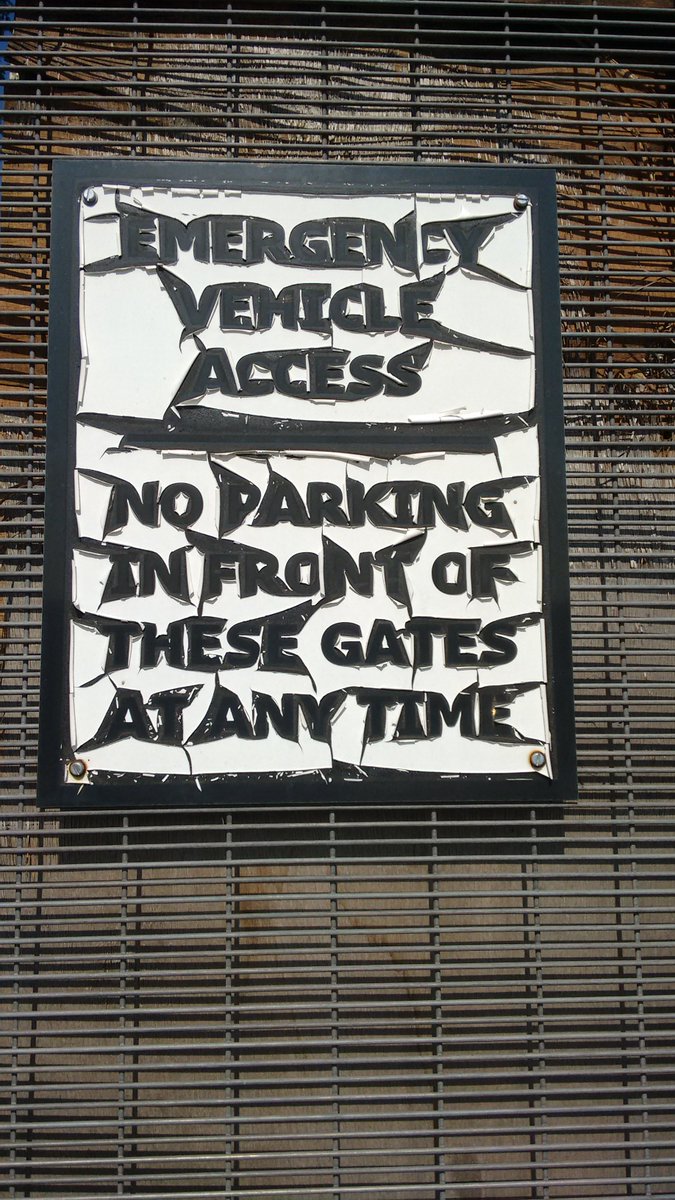 EMERGENCY
VEHICLE
ACCESS
NO PARKING
IN FRONT OF
THESE GATES
AT ANY TIME